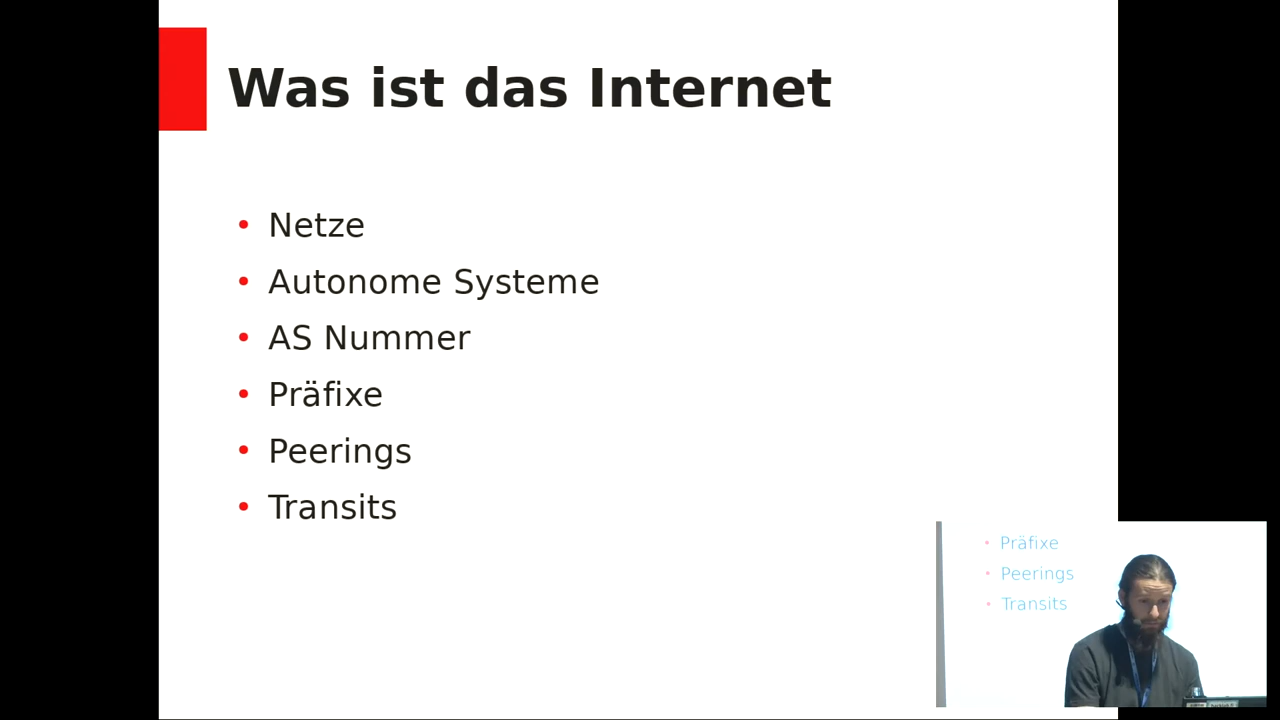 Was ist das Internet
• Netze
• Autonome Systeme
• AS Nummer
• Präfixe
• Peerings
• Transits
• Präfixe
• Peerings
• Transits